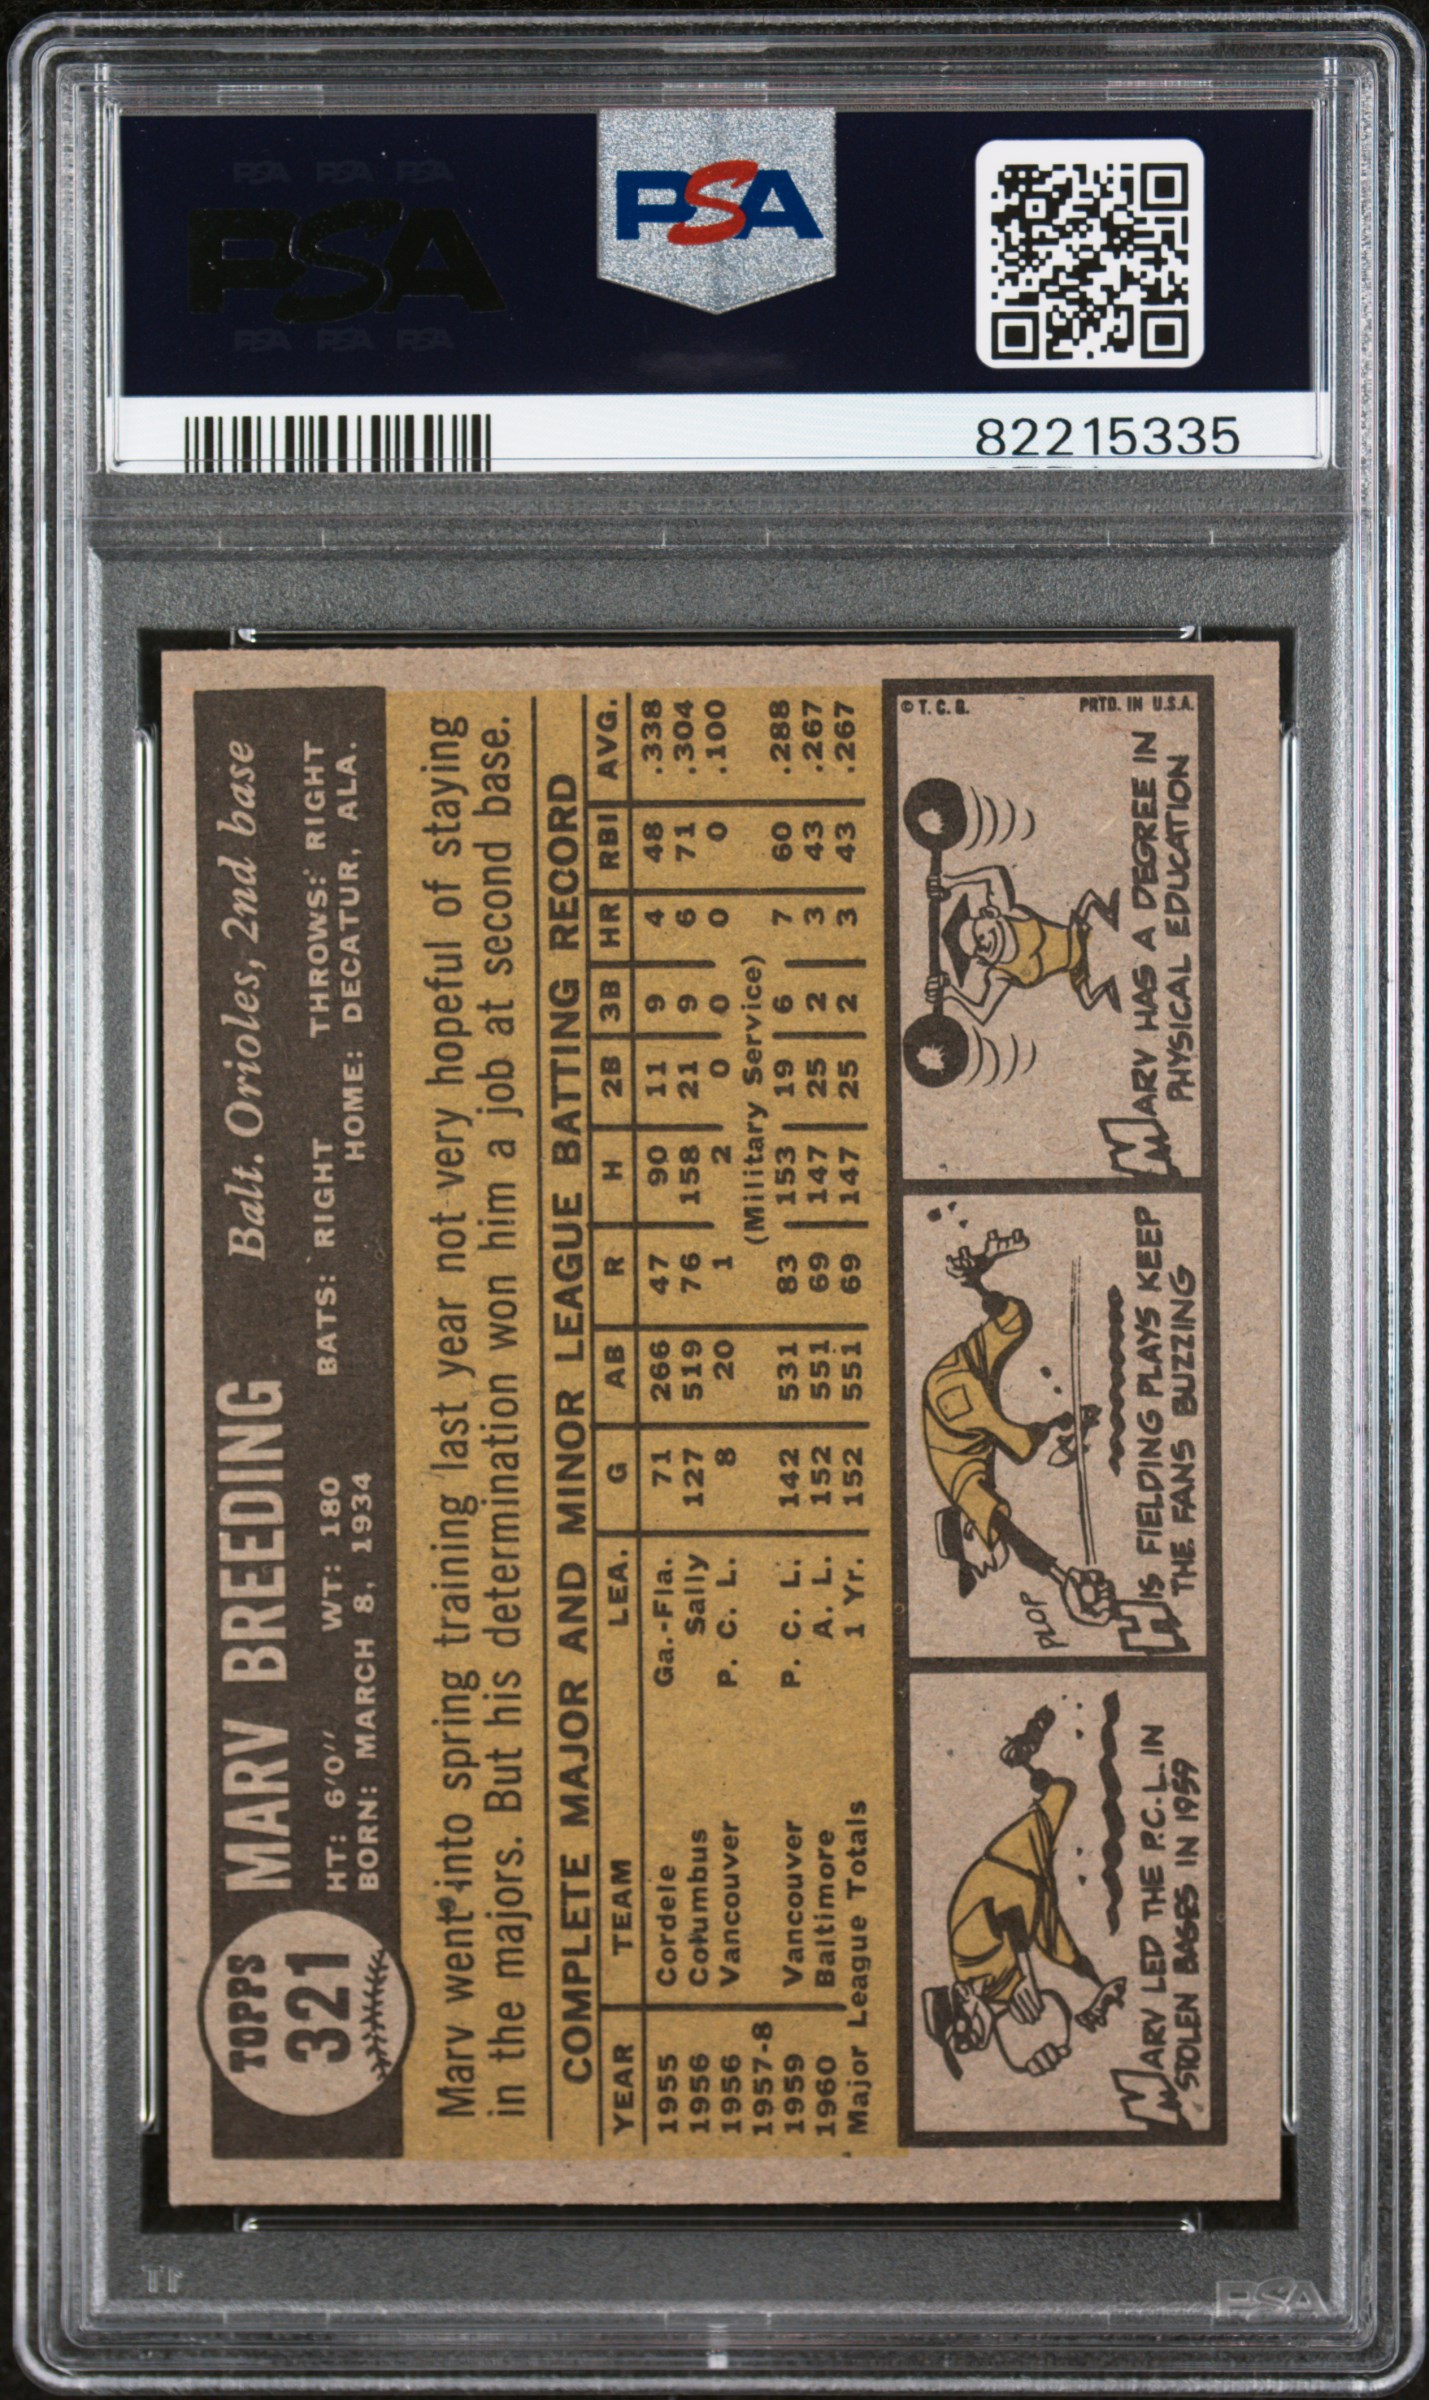 PSA PSA PSA
PSA
PSA PSA PSA
PSA
82215335
TOPPS
321
MARV BREEDING
Balt. Orioles, 2nd base
HT: 6'0" WT: 180 BATS: RIGHT THROWS: RIGHT
BORN: MARCH 8, 1934 HOME: DECATUR, ALA.
Marv went into spring training last year not very hopeful of staying
in the majors. But his determination won him a job at second base.
COMPLETE MAJOR AND MINOR LEAGUE BATTING RECORD
YEAR TEAM LEA. G AB R H 2B 3B HR RBI AVG.
1955 Cordele Ga.-Fla. 71 266 47 90 11 9 4 48 .338
1956 Columbus Sally 127 519 76 158 21 9 6 71 .304
1956 Vancouver P. C. L. 8 20 1 2 0 0 0 0 .100
1957-8 (Military Service)
1959 Vancouver P. C. L. 142 531 83 153 19 6 7 60 .288
1960 Baltimore A. L. 152 551 69 147 25 2 3 43 .267
Major League Totals 1 Yr. 152 551 69 147 25 2 3 43 .267
MARV LED THE P.C.L. IN
STOLEN BASES IN 1959
PLOP
HIS FIELDING PLAYS KEEP
THE FANS BUZZING
© T. C. G. PRTD. IN U.S.A.
MARV HAS A DEGREE IN
PHYSICAL EDUCATION
PSA